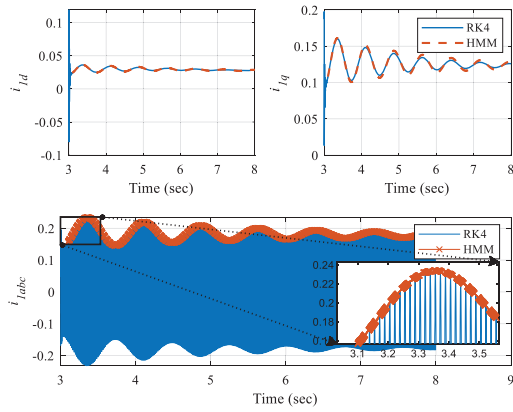 0.1
0.05
0
-0.05
-0.1
i1d
3 4 5 6 7 8
Time (sec)
0.2
0.15
0.1
0.05
0
i1q
RK4
HMM
3 4 5 6 7 8
Time (sec)
0.2
0.1
0
-0.1
-0.2
i1abc
RK4
HMM
0.24
0.22
0.20
0.18
0.16
3.1 3.2 3.3 3.4 3.5
3 4 5 6 7 8 9
Time (sec)